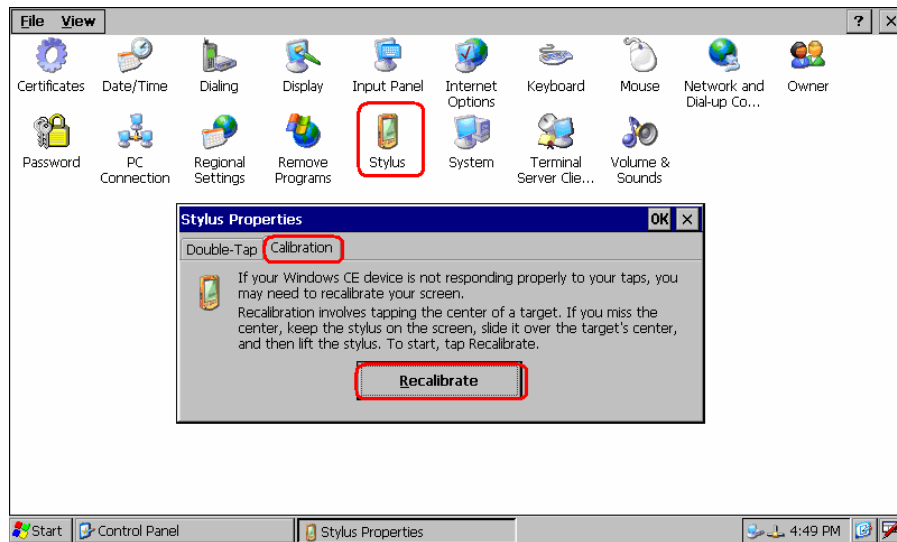 File View ? ×
Certificates Date/Time Dialing Display Input Panel Internet Options Keyboard Mouse Network and Dial-up Co... Owner
Password PC Connection Regional Settings Remove Programs Stylus System Terminal Server Clie... Volume & Sounds
Stylus Properties OK ×
Double-Tap Calibration
If your Windows CE device is not responding properly to your taps, you
may need to recalibrate your screen.
Recalibration involves tapping the center of a target. If you miss the
center, keep the stylus on the screen, slide it over the target's center,
and then lift the stylus. To start, tap Recalibrate.
Recalibrate
Start Control Panel Stylus Properties 4:49 PM